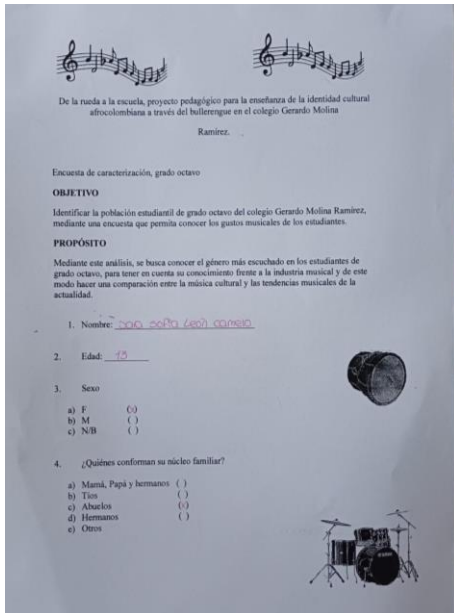 De la rueda a la escuela, proyecto pedagógico para la enseñanza de la identidad cultural
afrocolombiana a través del bullerengue en el colegio Gerardo Molina
Ramírez.
Encuesta de caracterización, grado octavo
OBJETIVO
Identificar la población estudiantil de grado octavo del colegio Gerardo Molina Ramírez,
mediante una encuesta que permita conocer los gustos musicales de los estudiantes.
PROPÓSITO
Mediante este análisis, se busca conocer el género más escuchado en los estudiantes de
grado octavo, para tener en cuenta su conocimiento frente a la industria musical y de este
modo hacer una comparación entre la música cultural y las tendencias musicales de la
actualidad.
1. Nombre: sofia León
2. Edad: 13
3. Sexo
a) F (x)
b) M ( )
c) N/B ( )
4. ¿Quiénes conforman su núcleo familiar?
a) Mamá, Papá y hermanos ( )
b) Tíos ( )
c) Abuelos (x)
d) Hermanos ( )
e) Otros